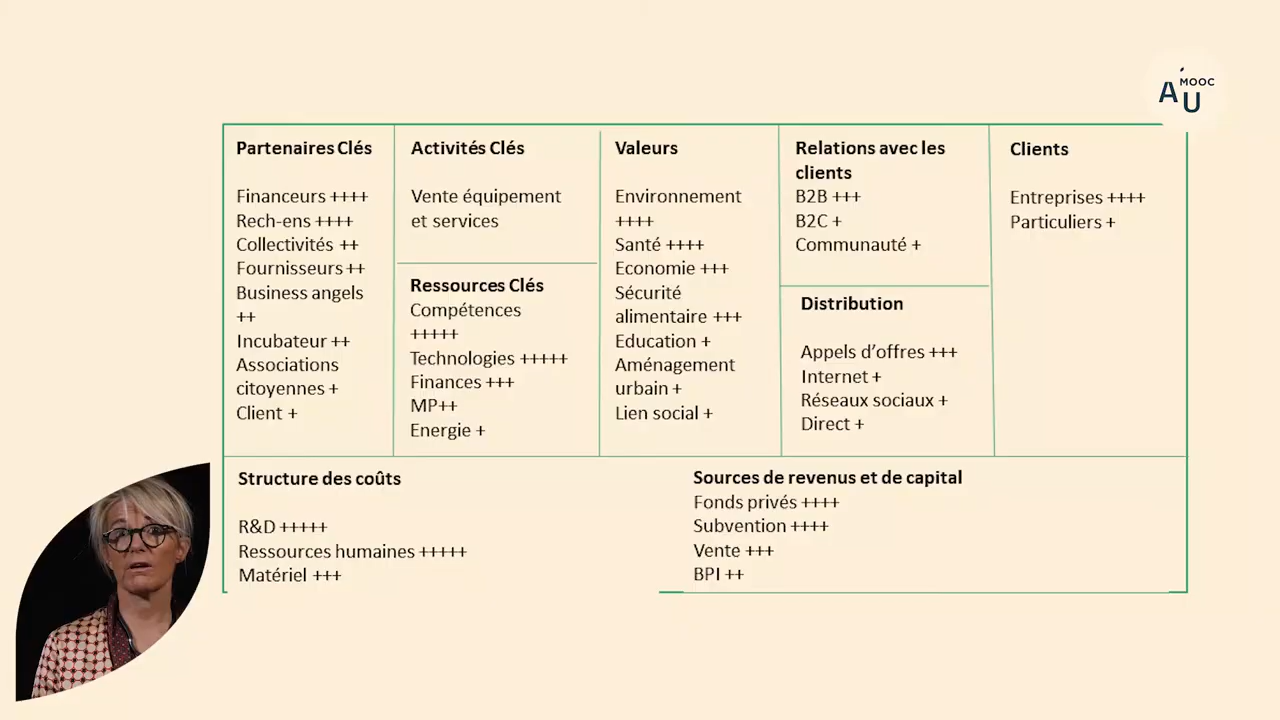 MOOC
AU
Partenaires Clés
Financeurs ++++
Rech-ens ++++
Collectivités ++
Fournisseurs ++
Business angels
++
Incubateur ++
Associations
citoyennes +
Client +
Activités Clés
Vente équipement
et services
Ressources Clés
Compétences
+++++
Technologies +++++
Finances +++
MP++
Energie +
Valeurs
Environnement
++++
Santé ++++
Economie +++
Sécurité
alimentaire +++
Education +
Aménagement
urbain +
Lien social +
Relations avec les
clients
B2B +++
B2C +
Communauté +
Distribution
Appels d’offres +++
Internet +
Réseaux sociaux +
Direct +
Clients
Entreprises ++++
Particuliers +
Structure des coûts
R&D +++++
Ressources humaines +++++
Matériel +++
Sources de revenus et de capital
Fonds privés ++++
Subvention ++++
Vente +++
BPI ++